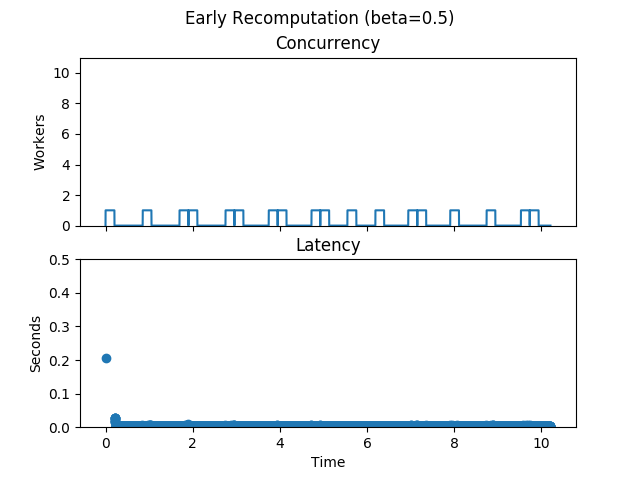 Early Recomputation (beta=0.5)
Concurrency
10
8
6
4
2
0
Workers
Latency
0.5
0.4
0.3
0.2
0.1
0.0
Seconds
0 2 4 6 8 10
Time